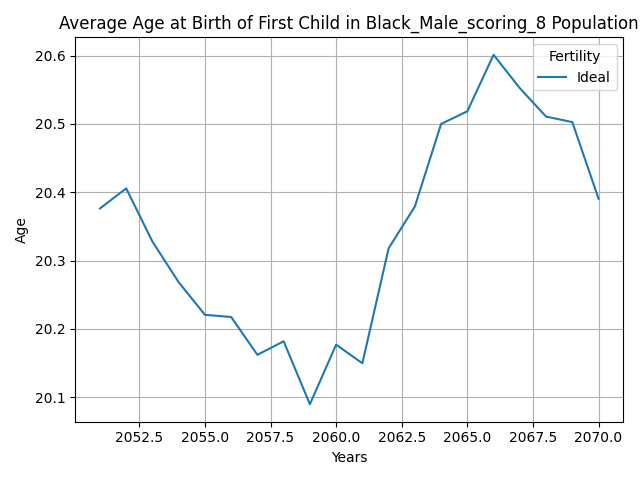 Average Age at Birth of First Child in Black_Male_scoring_8 Population
Fertility
Ideal
20.6
20.5
20.4
20.3
20.2
20.1
Age
2052.5 2055.0 2057.5 2060.0 2062.5 2065.0 2067.5 2070.0
Years